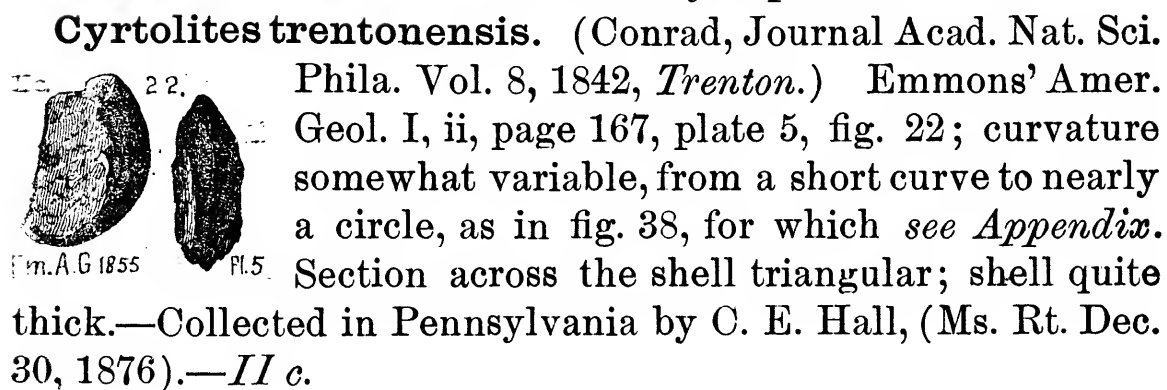 Cyrtolites trentonensis. (Conrad, Journal Acad. Nat. Sci.
Phila. Vol. 8, 1842, Trenton.) Emmons' Amer.
Geol. I, ii, page 167, plate 5, fig. 22; curvature
somewhat variable, from a short curve to nearly
a circle, as in fig. 38, for which see Appendix.
Section across the shell triangular; shell quite
thick.—Collected in Pennsylvania by C. E. Hall, (Ms. Rt. Dec.
30, 1876).—II c.
22.
Em.A.G 1855
Pl.5